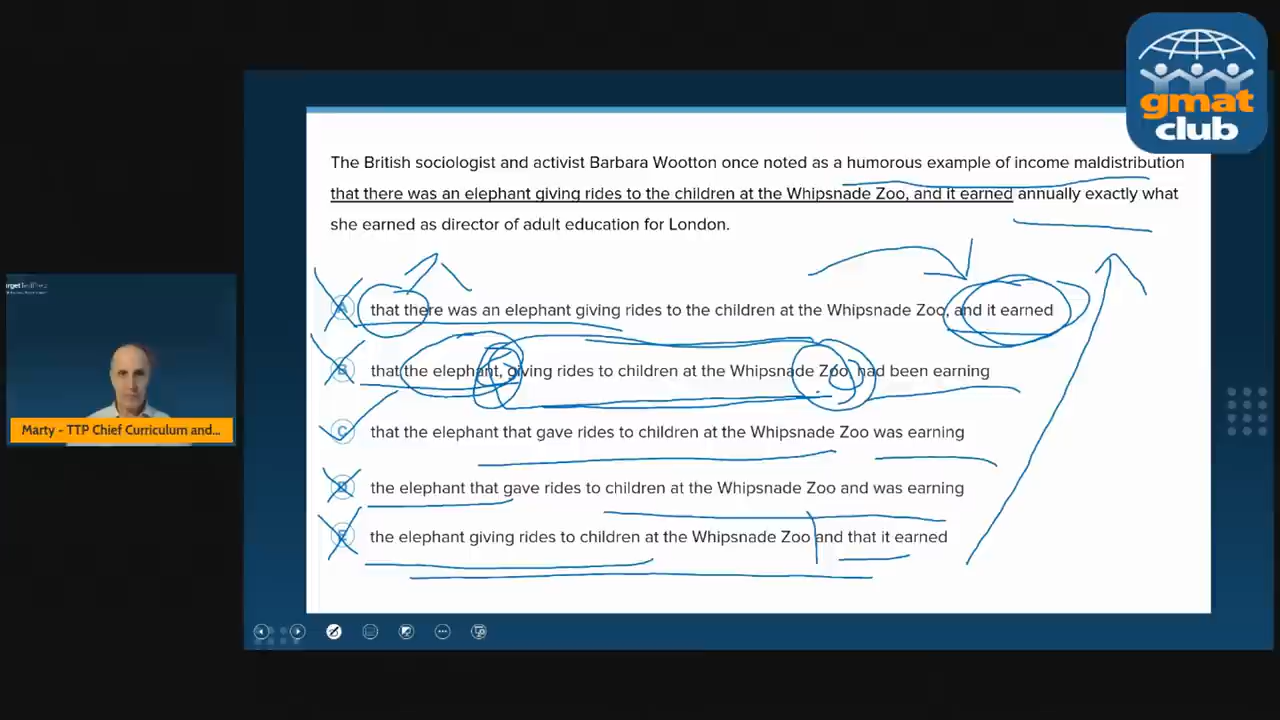 gmat
club
The British sociologist and activist Barbara Wootton once noted as a humorous example of income maldistribution
that there was an elephant giving rides to the children at the Whipsnade Zoo, and it earned annually exactly what
she earned as director of adult education for London.
A that there was an elephant giving rides to the children at the Whipsnade Zoo, and it earned
B that the elephant, giving rides to children at the Whipsnade Zoo, had been earning
C that the elephant that gave rides to children at the Whipsnade Zoo was earning
D the elephant that gave rides to children at the Whipsnade Zoo and was earning
E the elephant giving rides to children at the Whipsnade Zoo and that it earned
Marty - TTP Chief Curriculum and...